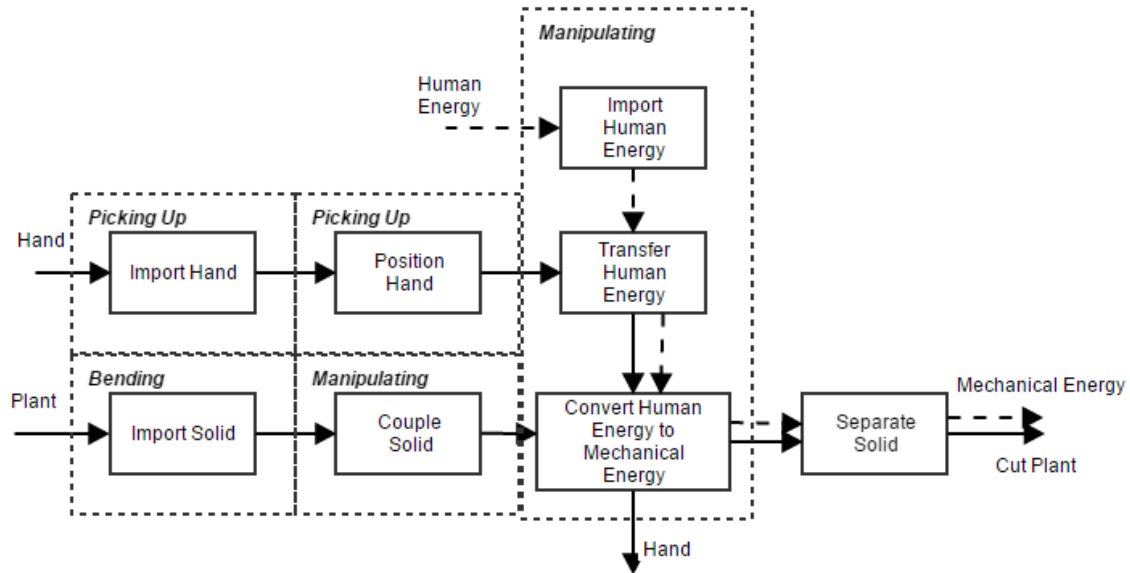 Manipulating
Human
Energy
Import
Human
Energy
Picking Up
Picking Up
Hand
Import Hand
Position
Hand
Transfer
Human
Energy
Bending
Manipulating
Plant
Import Solid
Couple
Solid
Convert Human
Energy to
Mechanical
Energy
Separate
Solid
Mechanical Energy
Cut Plant
Hand